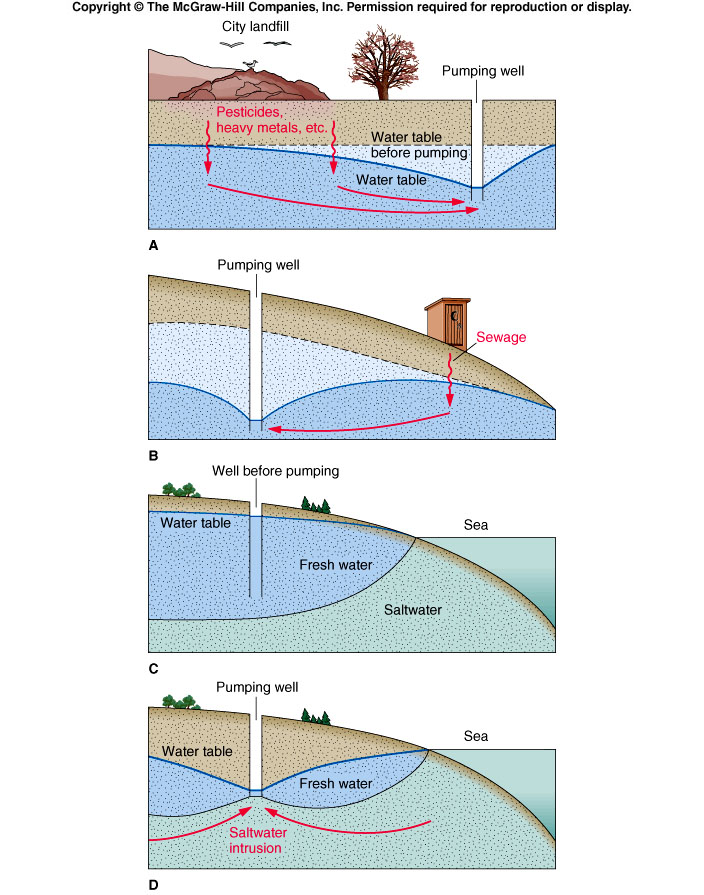 Copyright © The McGraw-Hill Companies, Inc. Permission required for reproduction or display.
City landfill
Pumping well
Pesticides,
heavy metals, etc.
Water table
before pumping
Water table
A
Pumping well
Sewage
B
Well before pumping
Water table
Sea
Fresh water
Saltwater
C
Pumping well
Sea
Water table
Fresh water
Saltwater
intrusion
D